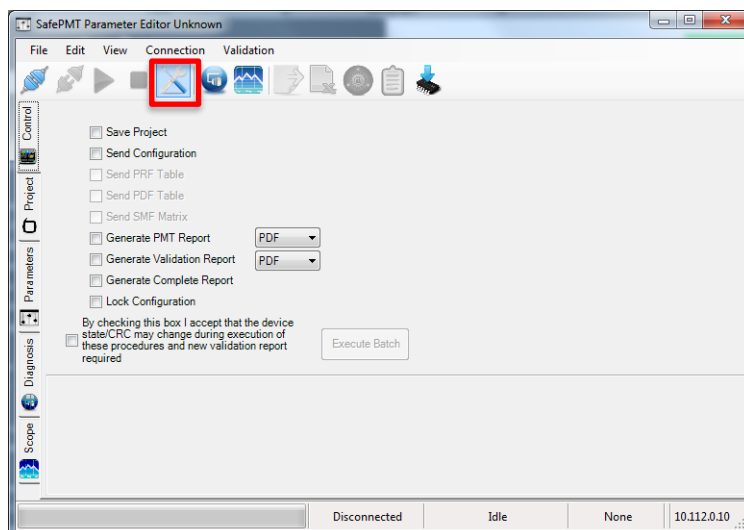 SafePMT Parameter Editor Unknown
File Edit View Connection Validation
Control
Project
Parameters
Diagnosis
Scope
Save Project
Send Configuration
Send PRF Table
Send PDF Table
Send SMF Matrix
Generate PMT Report PDF
Generate Validation Report PDF
Generate Complete Report
Lock Configuration
By checking this box I accept that the device
state/CRC may change during execution of
these procedures and new validation report
required
Execute Batch
Disconnected Idle None 10.112.0.10